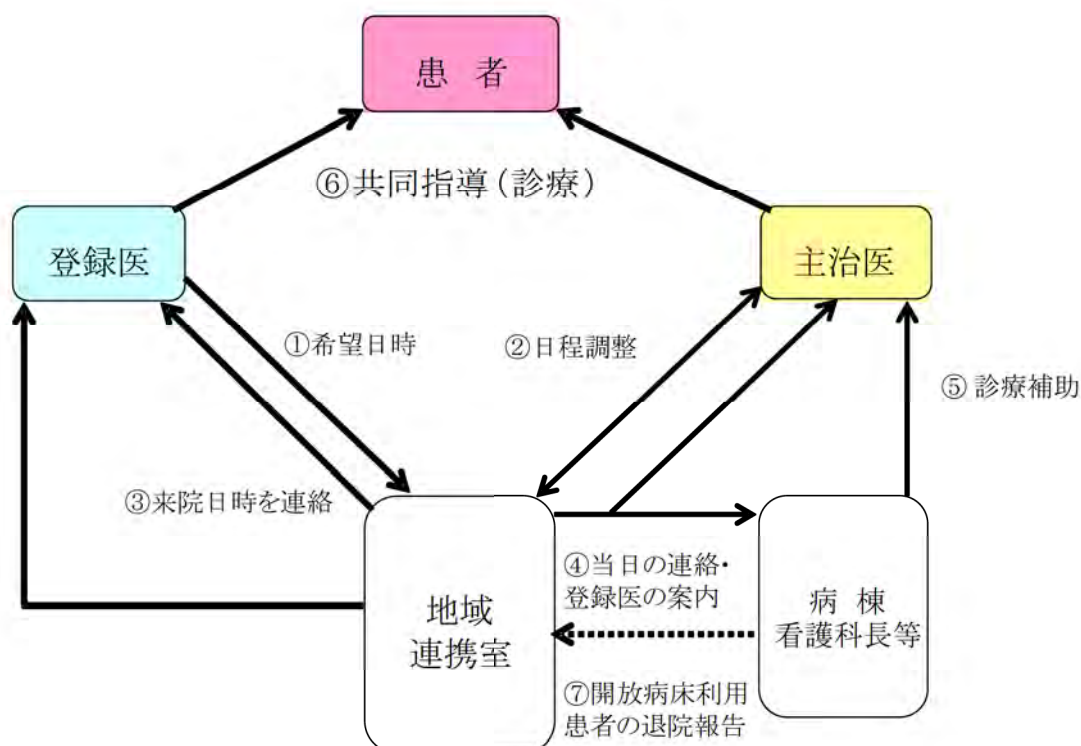 患 者
⑥共同指導（診療）
登録医
主治医
①希望日時
②日程調整
⑤ 診療補助
③来院日時を連絡
④当日の連絡・
登録医の案内
地域
連携室
病 棟
看護科長等
⑦開放病床利用
患者の退院報告